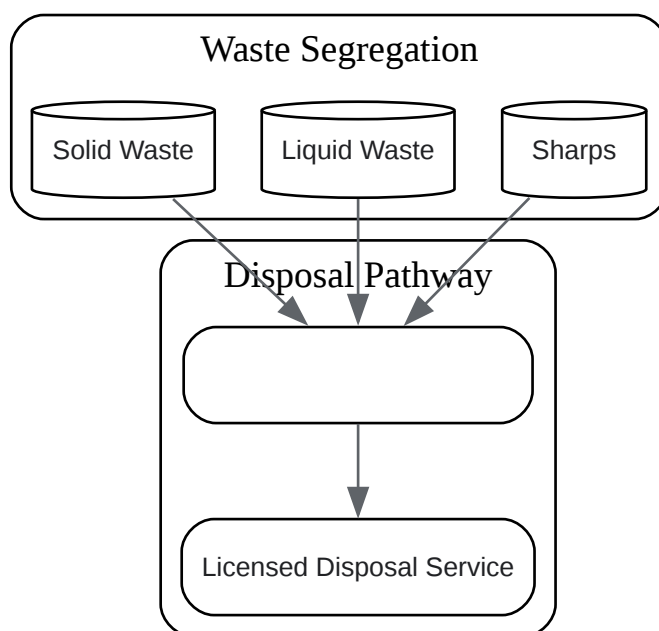 Waste Segregation
Solid Waste
Liquid Waste
Sharps
Disposal Pathway
Licensed Disposal Service